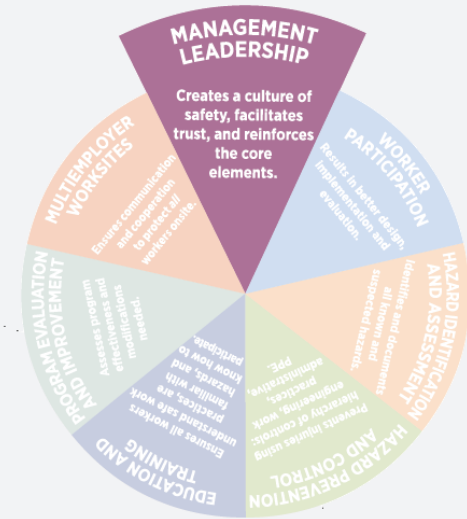 MANAGEMENT
LEADERSHIP
Creates a culture of
safety, facilitates
trust, and reinforces
the core
elements.
WORKER
PARTICIPATION
Results in better design,
implementation and
evaluation.
HAZARD IDENTIFICATION
AND ASSESSMENT
Identifies and documents
all known and
suspected hazards.
HAZARD PREVENTION
AND CONTROL
Prevents injuries using
hierarchy of controls:
engineering, work
practices,
administrative,
PPE.
EDUCATION AND
TRAINING
Ensures all workers
understand safe work
practices, are
familiar with
hazards, and
know how to
participate
PROGRAM EVALUATION
AND IMPROVEMENT
Assesses program
effectiveness and
modifications
needed.
MULTIEMPLOYER
WORKSITES
Ensures communication
and cooperation
to protect all
workers onsite.